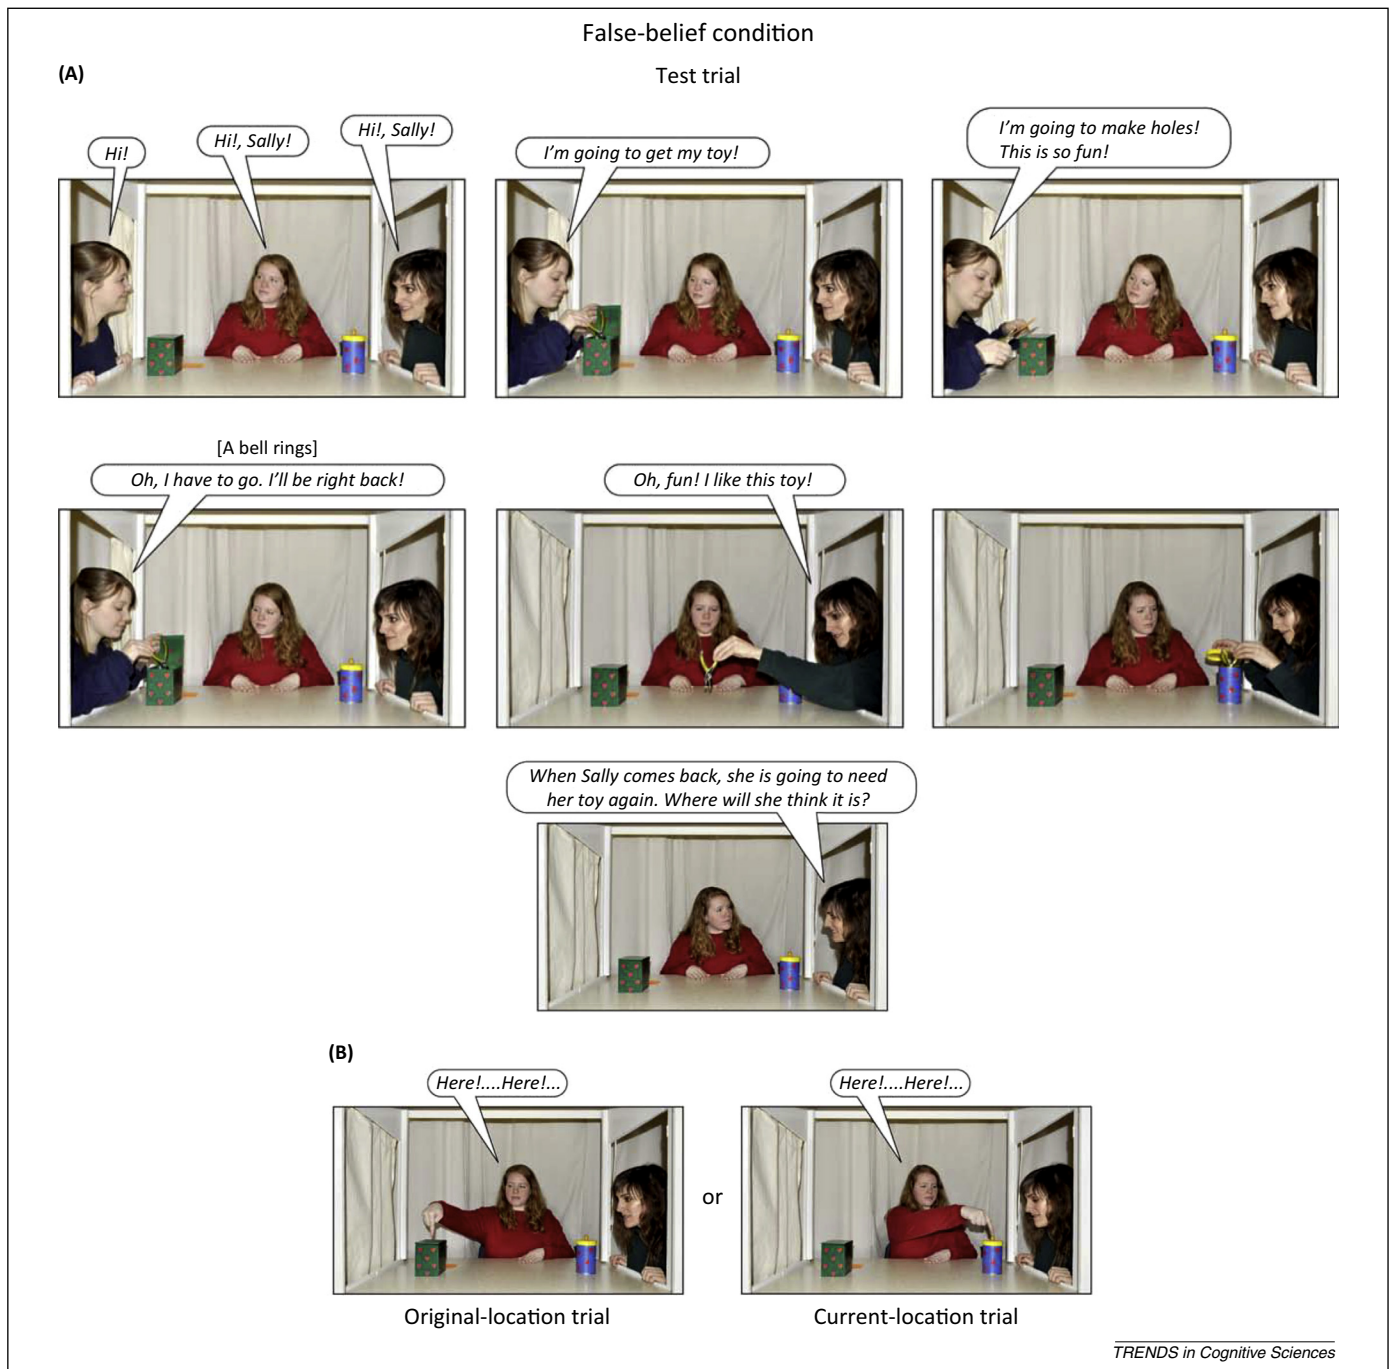 False-belief condition
(A)
Test trial
Hi!
Hi!, Sally!
Hi!, Sally!
I'm going to get my toy!
I'm going to make holes!
This is so fun!
[A bell rings]
Oh, I have to go. I'll be right back!
Oh, fun! I like this toy!
When Sally comes back, she is going to need
her toy again. Where will she think it is?
(B)
Here!....Here!...
Here!....Here!...
or
Original-location trial
Current-location trial
TRENDS in Cognitive Sciences